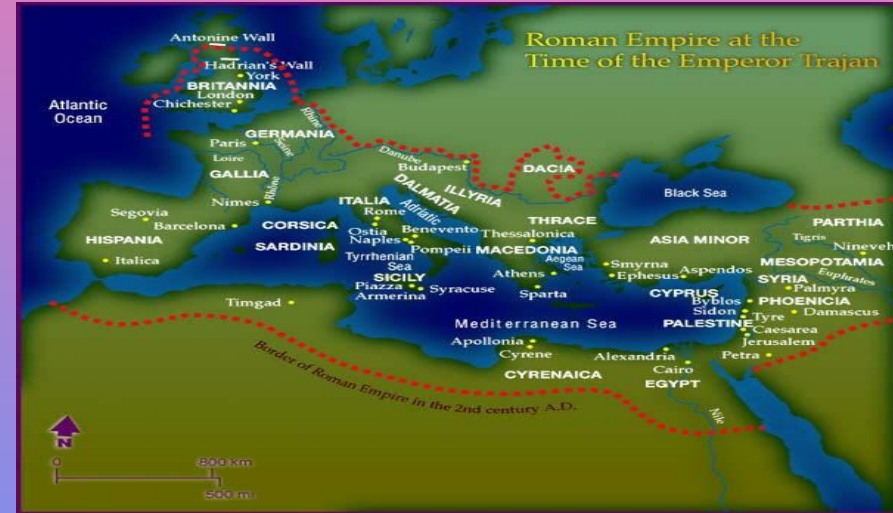 Roman Empire at the
Time of the Emperor Trajan
Antonine Wall
Hadrian's Wall
York
BRITANNIA
London
Chichester
Atlantic
Ocean
GERMANIA
Rhine
Paris
Seine
Loire
GALLIA
Rhône
Nimes
Danube
Budapest
DACIA
ILLYRIA
DALMATIA
Adriatic
Black Sea
ITALIA
Rome
Segovia
Barcelona
CORSICA
Ostia
Benevento
Thessalonica
THRACE
PARTHIA
Tigris
Nineveh
HISPANIA
SARDINIA
Naples
Pompeii
MACEDONIA
ASIA MINOR
MESOPOTAMIA
Italica
Tyrrhenian
Sea
Aegean
Sea
Smyrna
Ephesus
Aspendos
SYRIA
Euphrates
Palmyra
SICILY
Piazza
Armerina
Syracuse
Athens
Sparta
CYPRUS
Byblos
PHOENICIA
Sidon
Damascus
Timgad
Tyre
Mediterranean Sea
PALESTINE
Caesarea
Jerusalem
Apollonia
Cyrene
Alexandria
Petra
Cairo
CYRENAICA
EGYPT
Nile
Border of Roman Empire in the 2nd century A.D.
N
0
800 km
500 mi